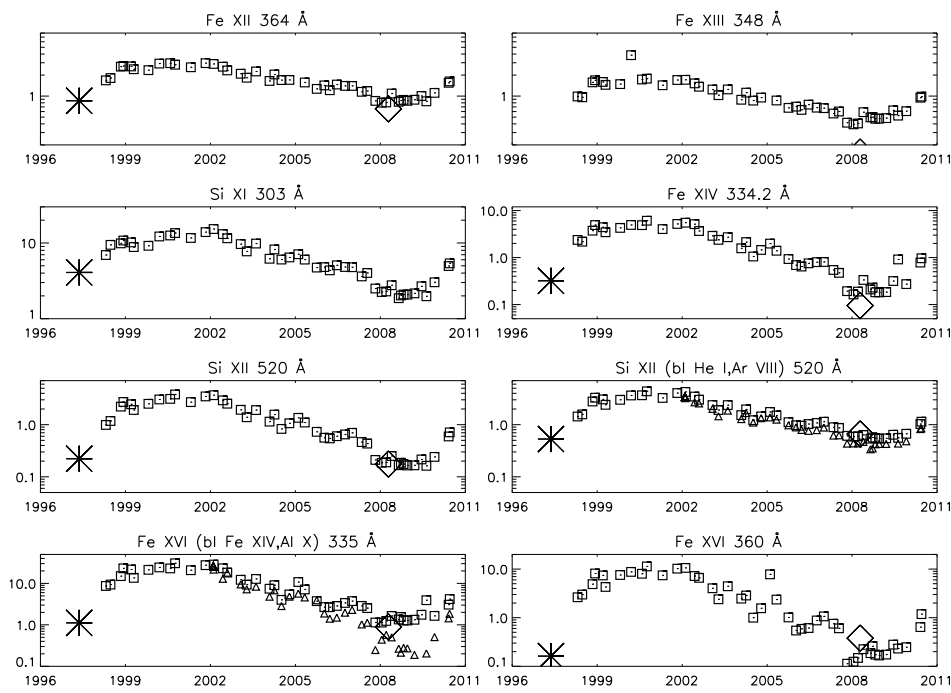 Fe XII 364 Å
1
1996 1999 2002 2005 2008 2011
Fe XIII 348 Å
1
1996 1999 2002 2005 2008 2011
Si XI 303 Å
10
1
1996 1999 2002 2005 2008 2011
Fe XIV 334.2 Å
10.0
1.0
0.1
1996 1999 2002 2005 2008 2011
Si XII 520 Å
1.0
0.1
1996 1999 2002 2005 2008 2011
Si XII (bl He I,Ar VIII) 520 Å
1.0
0.1
1996 1999 2002 2005 2008 2011
Fe XVI (bl Fe XIV,Al X) 335 Å
10.0
1.0
0.1
1996 1999 2002 2005 2008 2011
Fe XVI 360 Å
10.0
1.0
0.1
1996 1999 2002 2005 2008 2011